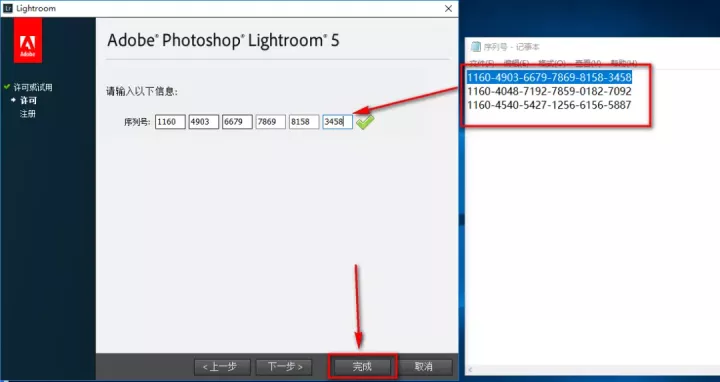 Lr Lightroom
Adobe
许可或试用
许可
注册
Adobe® Photoshop® Lightroom® 5
请输入以下信息:
序列号: 1160 4903 6679 7869 8158 3458
<上一步 下一步> 完成 取消
序列号 - 记事本
文件(F) 编辑(E) 格式(O) 查看(V) 帮助(H)
1160-4903-6679-7869-8158-3458
1160-4048-7192-7859-0182-7092
1160-4540-5427-1256-6156-5887